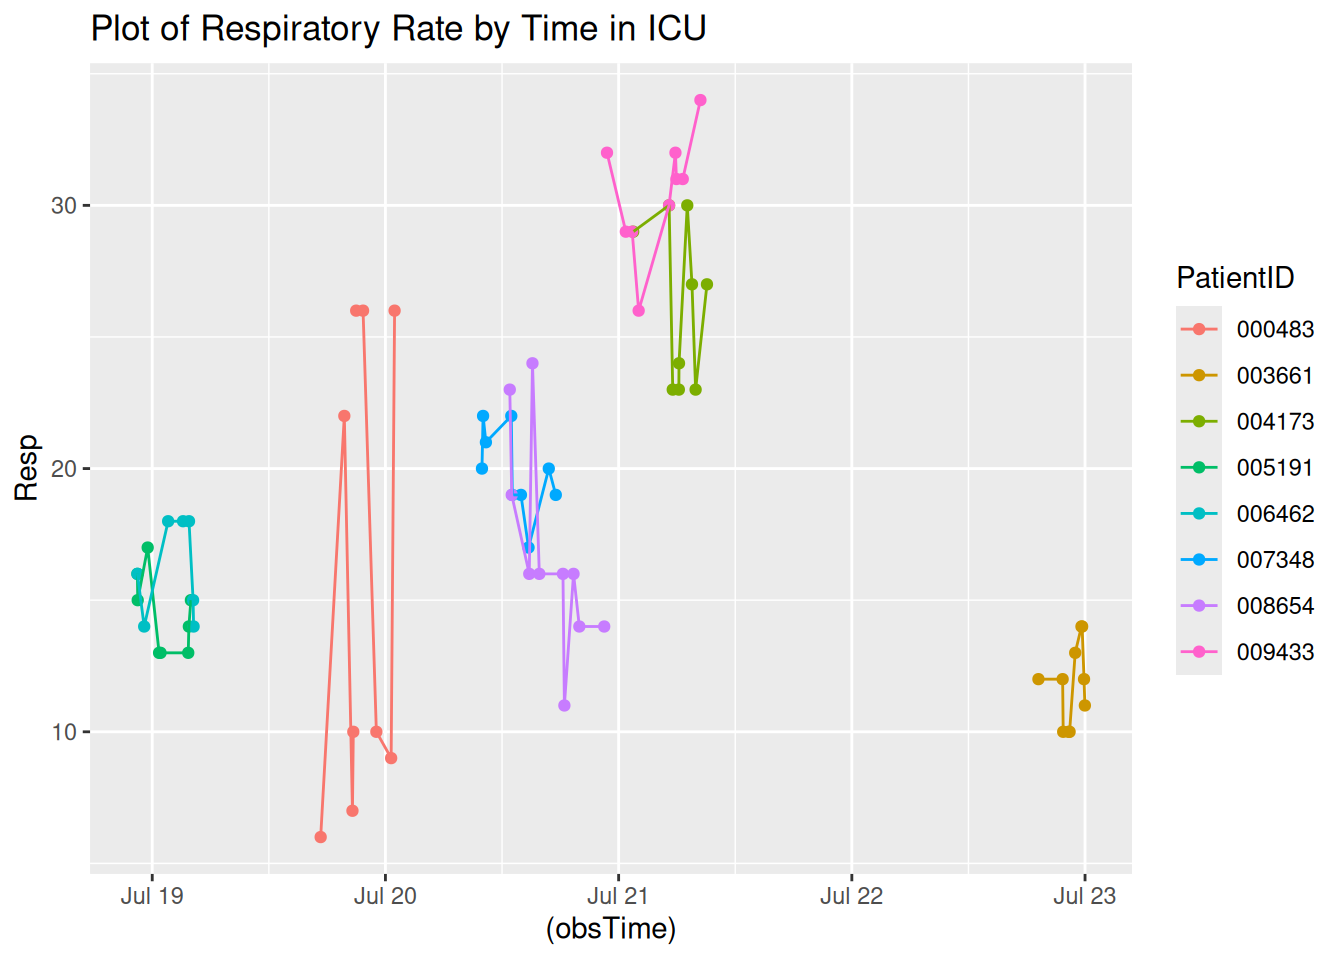 Plot of Respiratory Rate by Time in ICU
Resp
30
20
10
Jul 19 Jul 20 Jul 21 Jul 22 Jul 23
(obsTime)
PatientID
000483
003661
004173
005191
006462
007348
008654
009433